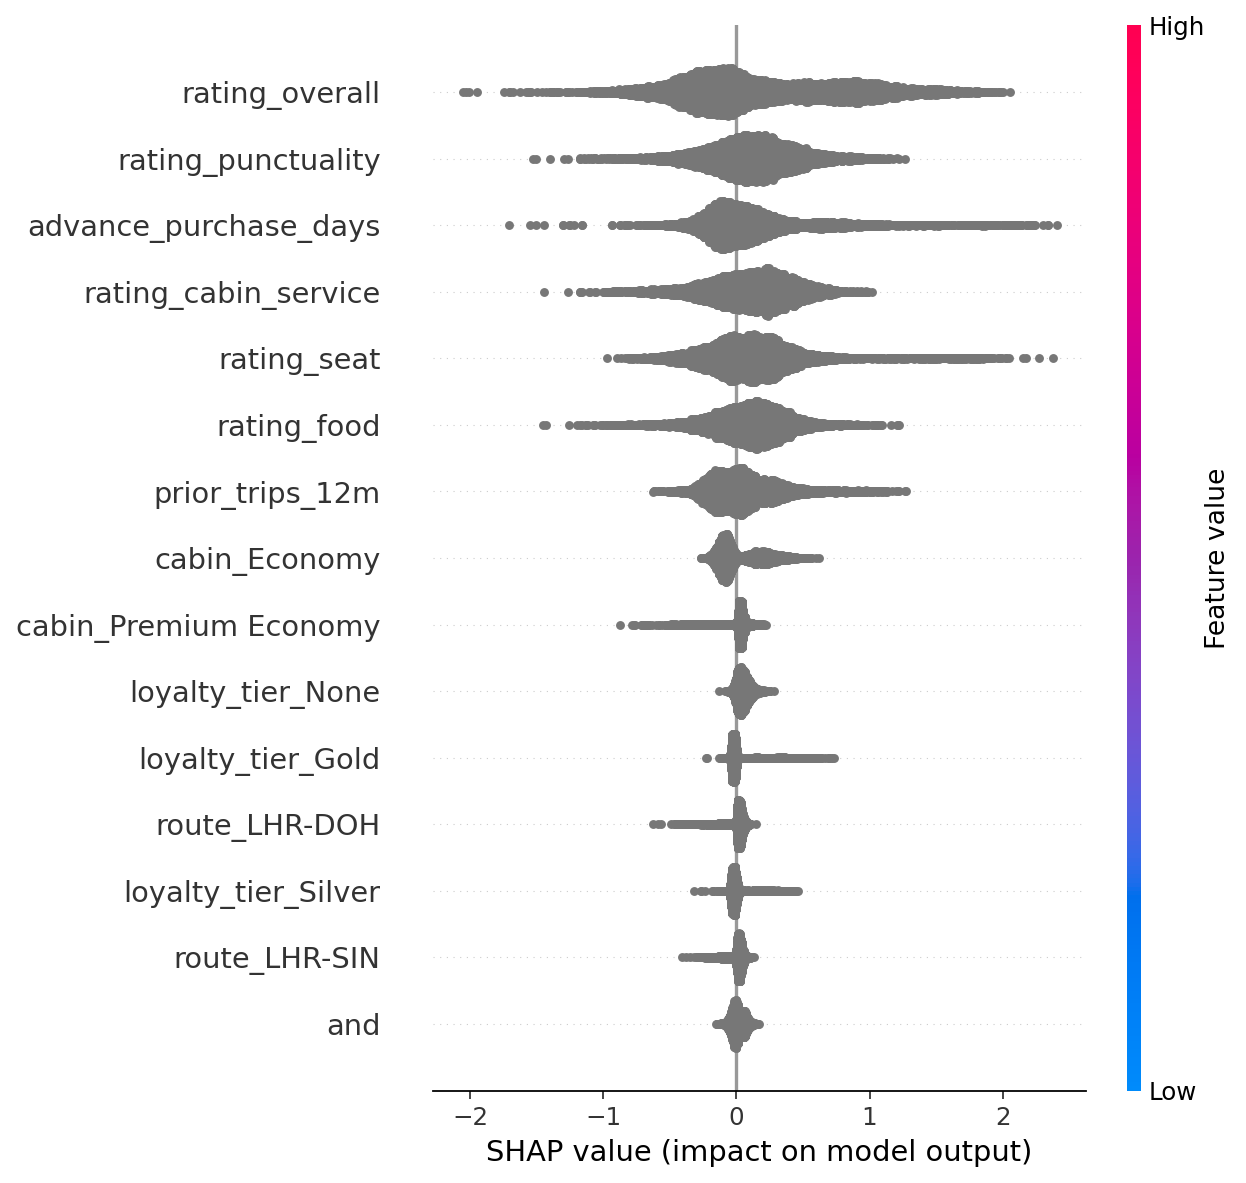 High
rating_overall
rating_punctuality
advance_purchase_days
rating_cabin_service
rating_seat
rating_food
prior_trips_12m
cabin_Economy
cabin_Premium Economy
loyalty_tier_None
loyalty_tier_Gold
route_LHR-DOH
loyalty_tier_Silver
route_LHR-SIN
and
Feature value
Low
−2 −1 0 1 2
SHAP value (impact on model output)